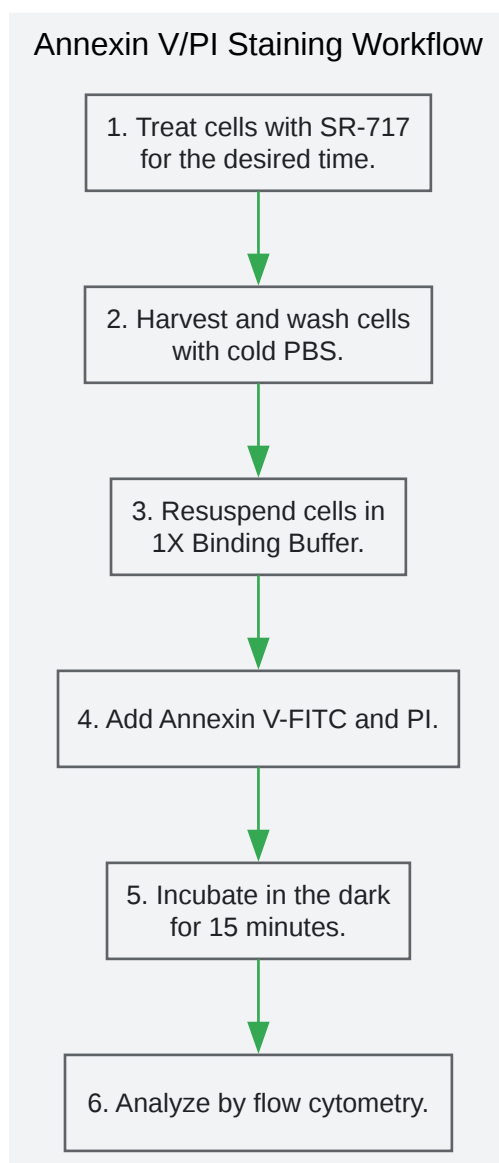 Annexin V/PI Staining Workflow
1. Treat cells with SR-717
for the desired time.
2. Harvest and wash cells
with cold PBS.
3. Resuspend cells in
1X Binding Buffer.
4. Add Annexin V-FITC and PI.
5. Incubate in the dark
for 15 minutes.
6. Analyze by flow cytometry.